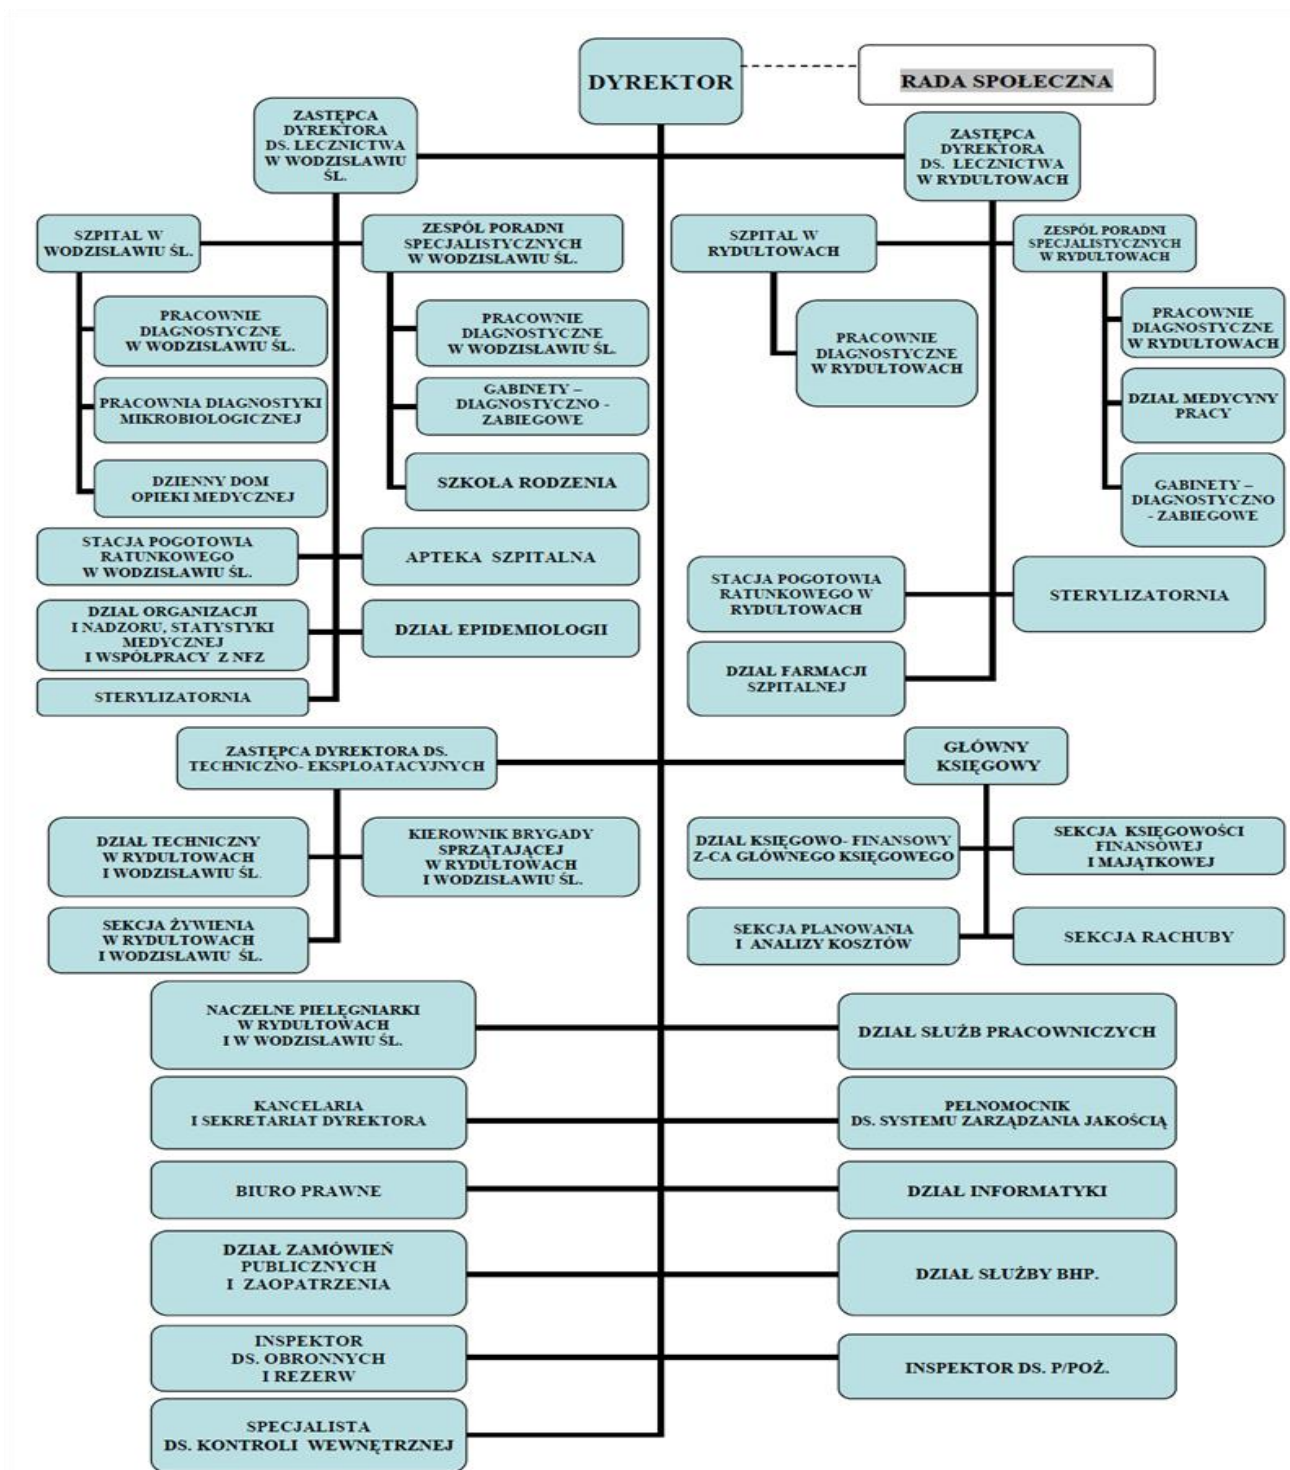 DYREKTOR
RADA SPOŁECZNA
ZASTĘPCA
DYREKTORA
DS. LECZNICTWA
W WODZISŁAWIU
ŚL.
ZASTĘPCA
DYREKTORA
DS. LECZNICTWA
W RYDUŁTOWACH
SZPITAL W
WODZISŁAWIU ŚL.
ZESPÓŁ PORADNI
SPECJALISTYCZNYCH
W WODZISŁAWIU ŚL.
SZPITAL W
RYDUŁTOWACH
ZESPÓŁ PORADNI
SPECJALISTYCZNYCH
W RYDUŁTOWACH
PRACOWNIE
DIAGNOSTYCZNE
W WODZISŁAWIU ŚL.
PRACOWNIE
DIAGNOSTYCZNE
W WODZISŁAWIU ŚL.
PRACOWNIE
DIAGNOSTYCZNE
W RYDUŁTOWACH
PRACOWNIE
DIAGNOSTYCZNE
W RYDUŁTOWACH
PRACOWNIA DIAGNOSTYKI
MIKROBIOLOGICZNEJ
GABINETY –
DIAGNOSTYCZNO -
ZABIEGOWE
DZIAŁ MEDYCYNY
PRACY
DZIENNY DOM
OPIEKI MEDYCZNEJ
SZKOŁA RODZENIA
GABINETY –
DIAGNOSTYCZNO
- ZABIEGOWE
STACJA POGOTOWIA
RATUNKOWEGO
W WODZISŁAWIU ŚL.
APTEKA SZPITALNA
STACJA POGOTOWIA
RATUNKOWEGO W
RYDUŁTOWACH
STERYLIZATORNIA
DZIAŁ ORGANIZACJI
I NADZORU, STATYSTYKI
MEDYCZNEJ
I WSPÓŁPRACY Z NFZ
DZIAŁ EPIDEMIOLOGII
DZIAŁ FARMACJI
SZPITALNEJ
STERYLIZATORNIA
ZASTĘPCA DYREKTORA DS.
TECHNICZNO- EKSPLOATACYJNYCH
GŁÓWNY
KSIĘGOWY
DZIAŁ TECHNICZNY
W RYDUŁTOWACH
I WODZISŁAWIU ŚL.
KIEROWNIK BRYGADY
SPRZĄTAJĄCEJ
W RYDUŁTOWACH
I WODZISŁAWIU ŚL.
DZIAŁ KSIĘGOWO- FINANSOWY
Z-CA GŁÓWNEGO KSIĘGOWEGO
SEKCJA KSIĘGOWOŚCI
FINANSOWEJ
I MAJĄTKOWEJ
SEKCJA ŻYWIENIA
W RYDUŁTOWACH
I WODZISŁAWIU ŚL.
SEKCJA PLANOWANIA
I ANALIZY KOSZTÓW
SEKCJA RACHUBY
NACZELNE PIELĘGNIARKI
W RYDUŁTOWACH
I W WODZISŁAWIU ŚL.
DZIAŁ SŁUŻB PRACOWNICZYCH
KANCELARIA
I SEKRETARIAT DYREKTORA
PEŁNOMOCNIK
DS. SYSTEMU ZARZĄDZANIA JAKOŚCIĄ
BIURO PRAWNE
DZIAŁ INFORMATYKI
DZIAŁ ZAMÓWIEŃ
PUBLICZNYCH
I ZAOPATRZENIA
DZIAŁ SŁUŻBY BHP.
INSPEKTOR
DS. OBRONNYCH
I REZERW
INSPEKTOR DS. P/POŻ.
SPECJALISTA
DS. KONTROLI WEWNĘTRZNEJ